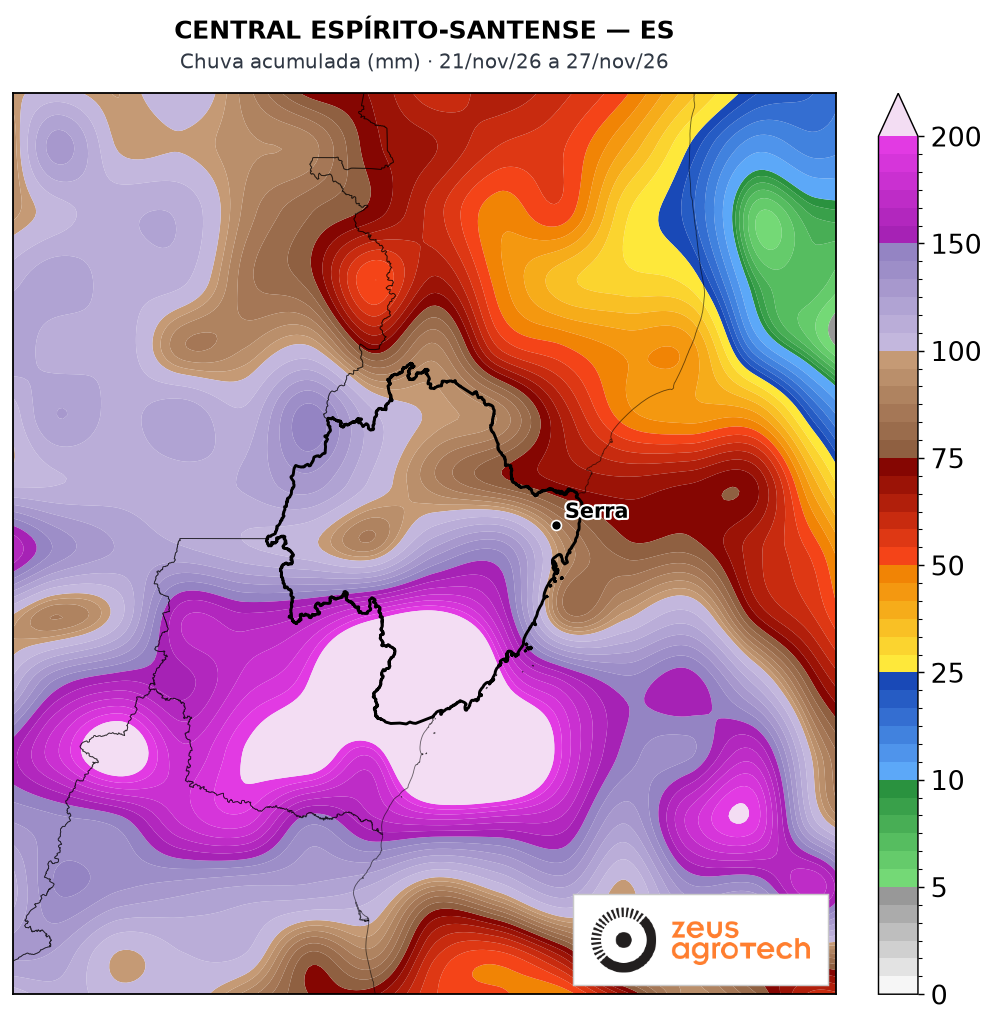 CENTRAL ESPÍRITO-SANTENSE — ES
Chuva acumulada (mm) · 21/nov/26 a 27/nov/26
200
150
100
75
50
25
10
5
0
Serra
zeus
agrotech